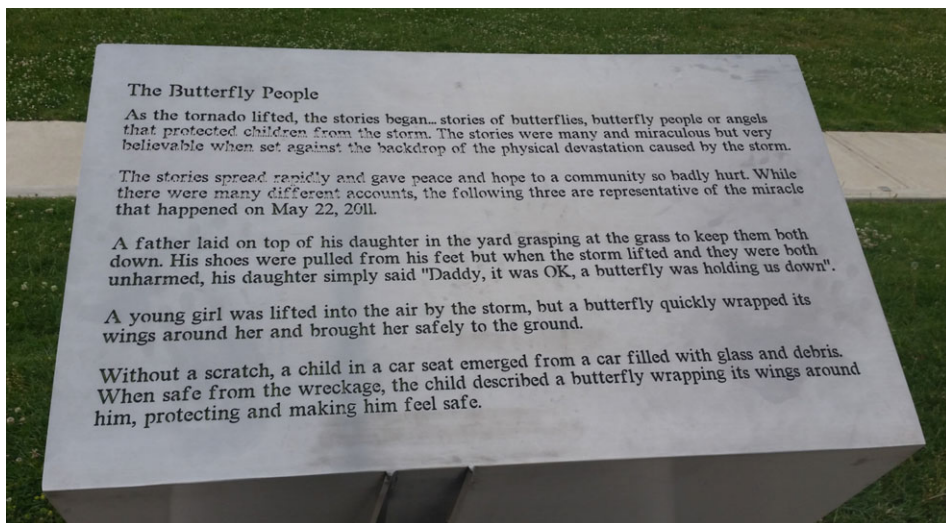 The Butterfly People
As the tornado lifted, the stories began... stories of butterflies, butterfly people or angels
that protected children from the storm. The stories were many and miraculous but very
believable when set against the backdrop of the physical devastation caused by the storm.
The stories spread rapidly and gave peace and hope to a community so badly hurt. While
there were many different accounts, the following three are representative of the miracle
that happened on May 22, 2011.
A father laid on top of his daughter in the yard grasping at the grass to keep them both
down. His shoes were pulled from his feet but when the storm lifted and they were both
unharmed, his daughter simply said "Daddy, it was OK, a butterfly was holding us down".
A young girl was lifted into the air by the storm, but a butterfly quickly wrapped its
wings around her and brought her safely to the ground.
Without a scratch, a child in a car seat emerged from a car filled with glass and debris.
When safe from the wreckage, the child described a butterfly wrapping its wings around
him, protecting and making him feel safe.